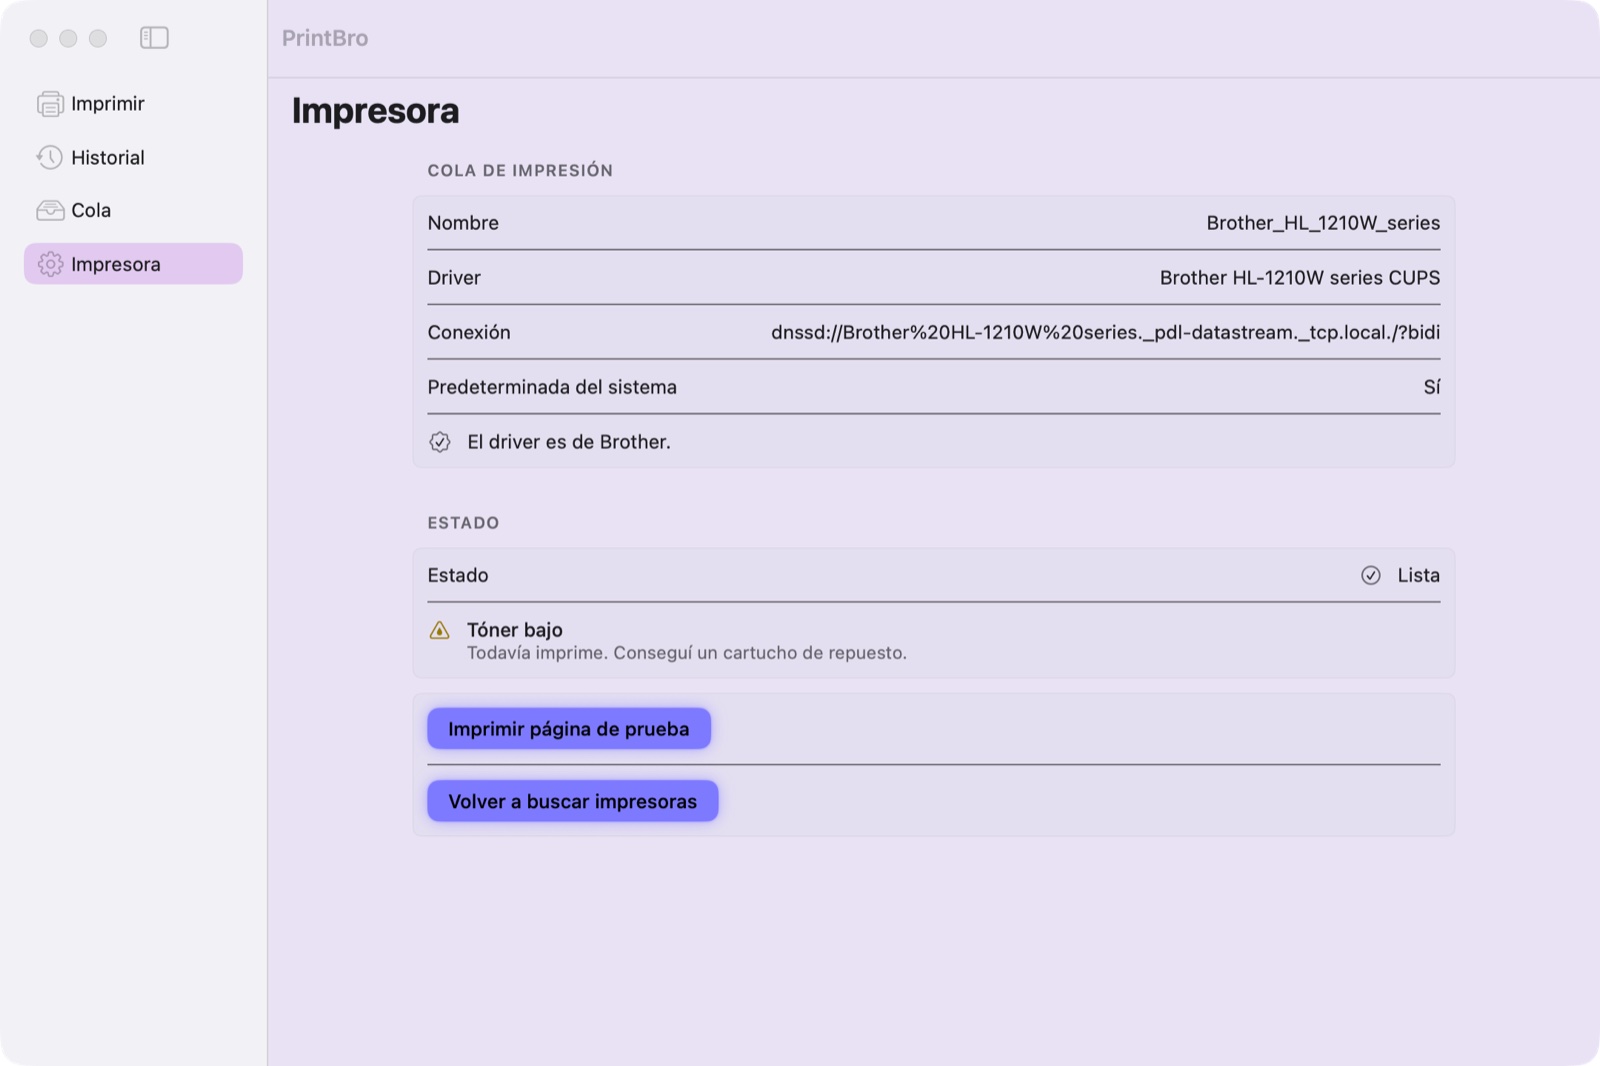 PrintBro
Imprimir
Historial
Cola
Impresora
Impresora
COLA DE IMPRESIÓN
Nombre Brother_HL_1210W_series
Driver Brother HL-1210W series CUPS
Conexión dnssd://Brother%20HL-1210W%20series._pdl-datastream._tcp.local./?bidi
Predeterminada del sistema Sí
El driver es de Brother.
ESTADO
Estado Lista
Tóner bajo
Todavía imprime. Conseguí un cartucho de repuesto.
Imprimir página de prueba
Volver a buscar impresoras